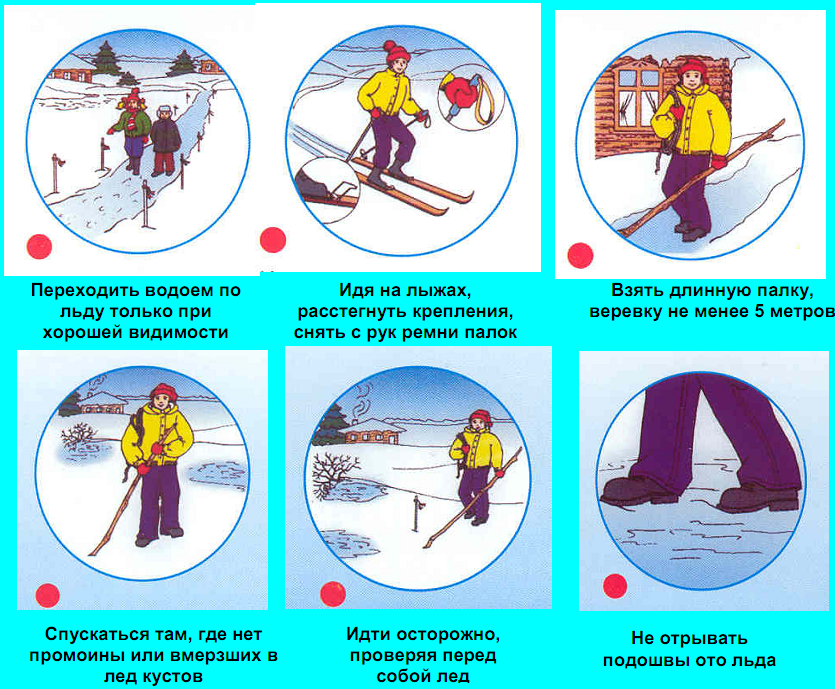 Переходить водоем по
льду только при
хорошей видимости
Идя на лыжах,
расстегнуть крепления,
снять с рук ремни палок
Взять длинную палку,
веревку не менее 5 метров
Спускаться там, где нет
промоины или вмерзших в
лед кустов
Идти осторожно,
проверяя перед
собой лед
Не отрывать
подошвы ото льда